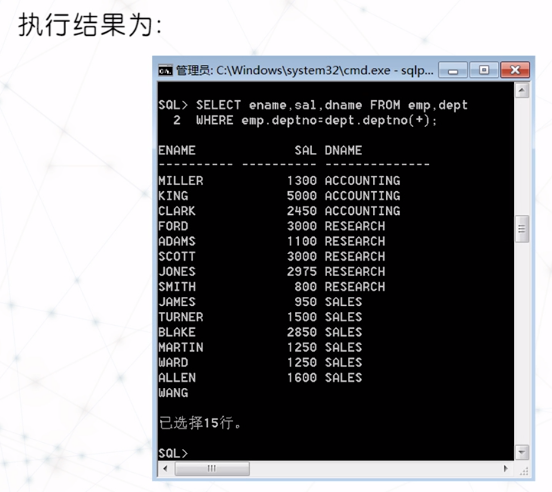 执行结果为:
管理员: C:\Windows\system32\cmd.exe - sqlp...
SQL> SELECT ename,sal,dname FROM emp,dept
2 WHERE emp.deptno=dept.deptno(+);
ENAME SAL DNAME
---------- ---------- --------------
MILLER 1300 ACCOUNTING
KING 5000 ACCOUNTING
CLARK 2450 ACCOUNTING
FORD 3000 RESEARCH
ADAMS 1100 RESEARCH
SCOTT 3000 RESEARCH
JONES 2975 RESEARCH
SMITH 800 RESEARCH
JAMES 950 SALES
TURNER 1500 SALES
BLAKE 2850 SALES
MARTIN 1250 SALES
WARD 1250 SALES
ALLEN 1600 SALES
WANG
已选择15行。
SQL>